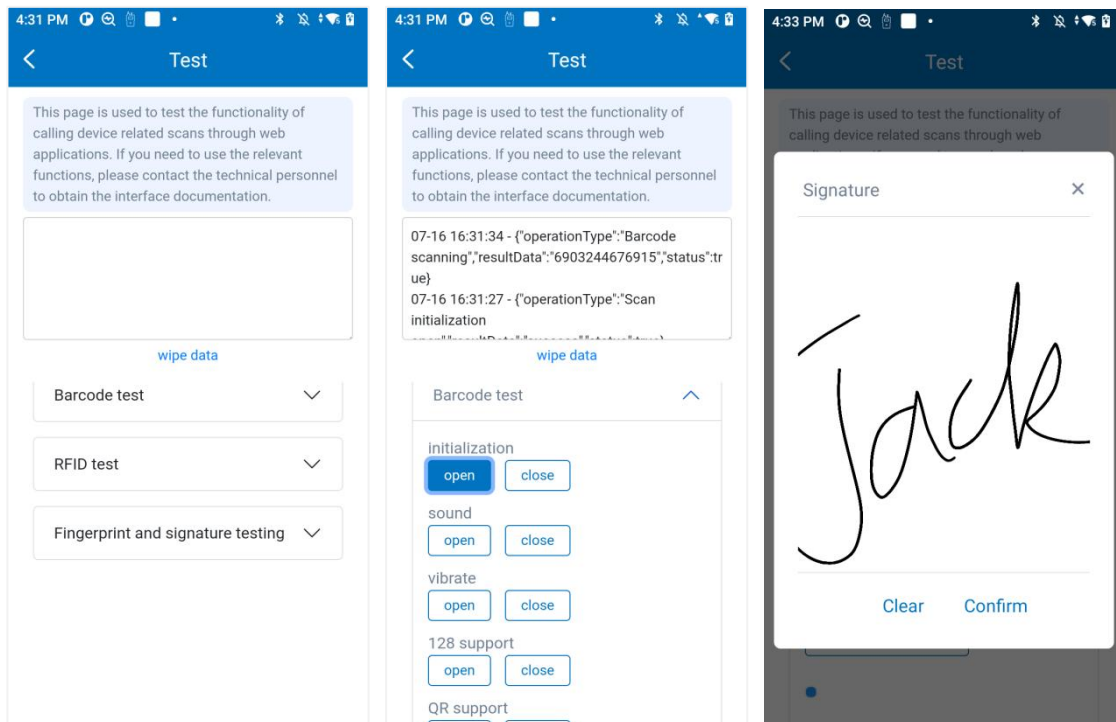 4:31 PM
Test
This page is used to test the functionality of
calling device related scans through web
applications. If you need to use the relevant
functions, please contact the technical personnel
to obtain the interface documentation.
wipe data
Barcode test
RFID test
Fingerprint and signature testing
4:31 PM
Test
This page is used to test the functionality of
calling device related scans through web
applications. If you need to use the relevant
functions, please contact the technical personnel
to obtain the interface documentation.
07-16 16:31:34 - {"operationType":"Barcode
scanning","resultData":"6903244676915","status":tr
ue}
07-16 16:31:27 - {"operationType":"Scan
initialization
wipe data
Barcode test
initialization
open close
sound
open close
vibrate
open close
128 support
open close
QR support
4:33 PM
Test
This page is used to test the functionality of
calling device related scans through web
Signature
Jack
Clear Confirm